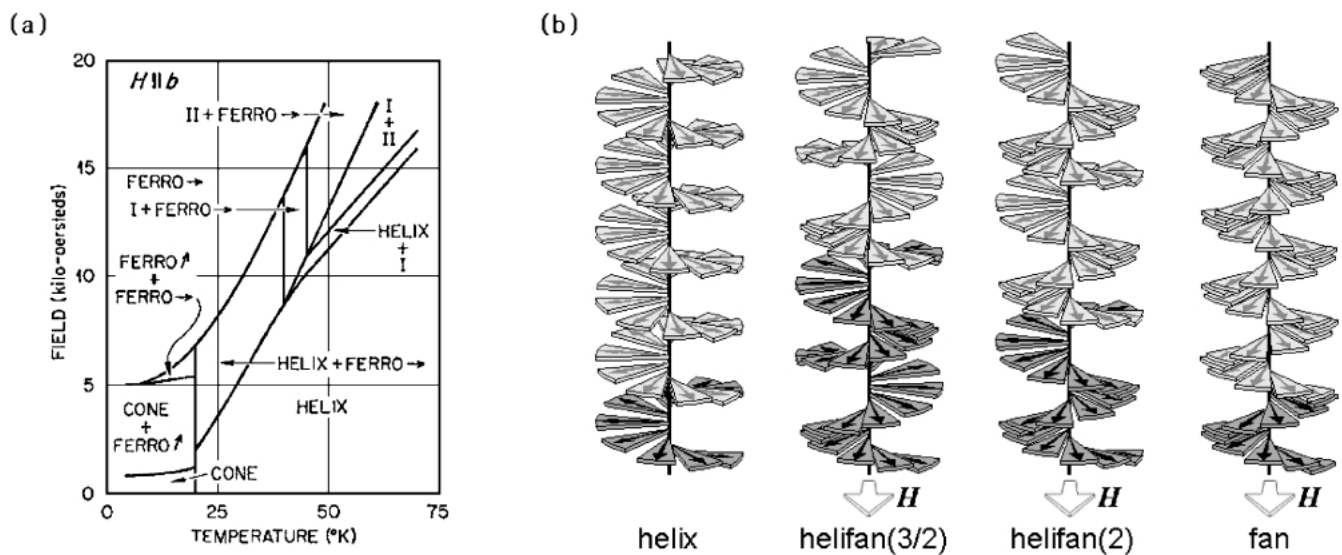 (a)
20
15
10
5
0
FIELD (kilo-oersteds)
H∥b
II + FERRO →
I + II
FERRO →
I + FERRO
HELIX + I
FERRO↗ + FERRO →
HELIX + FERRO →
CONE + FERRO↗
HELIX
CONE
0 25 50 75
TEMPERATURE (°K)
(b)
H H H
helix helifan(3/2) helifan(2) fan